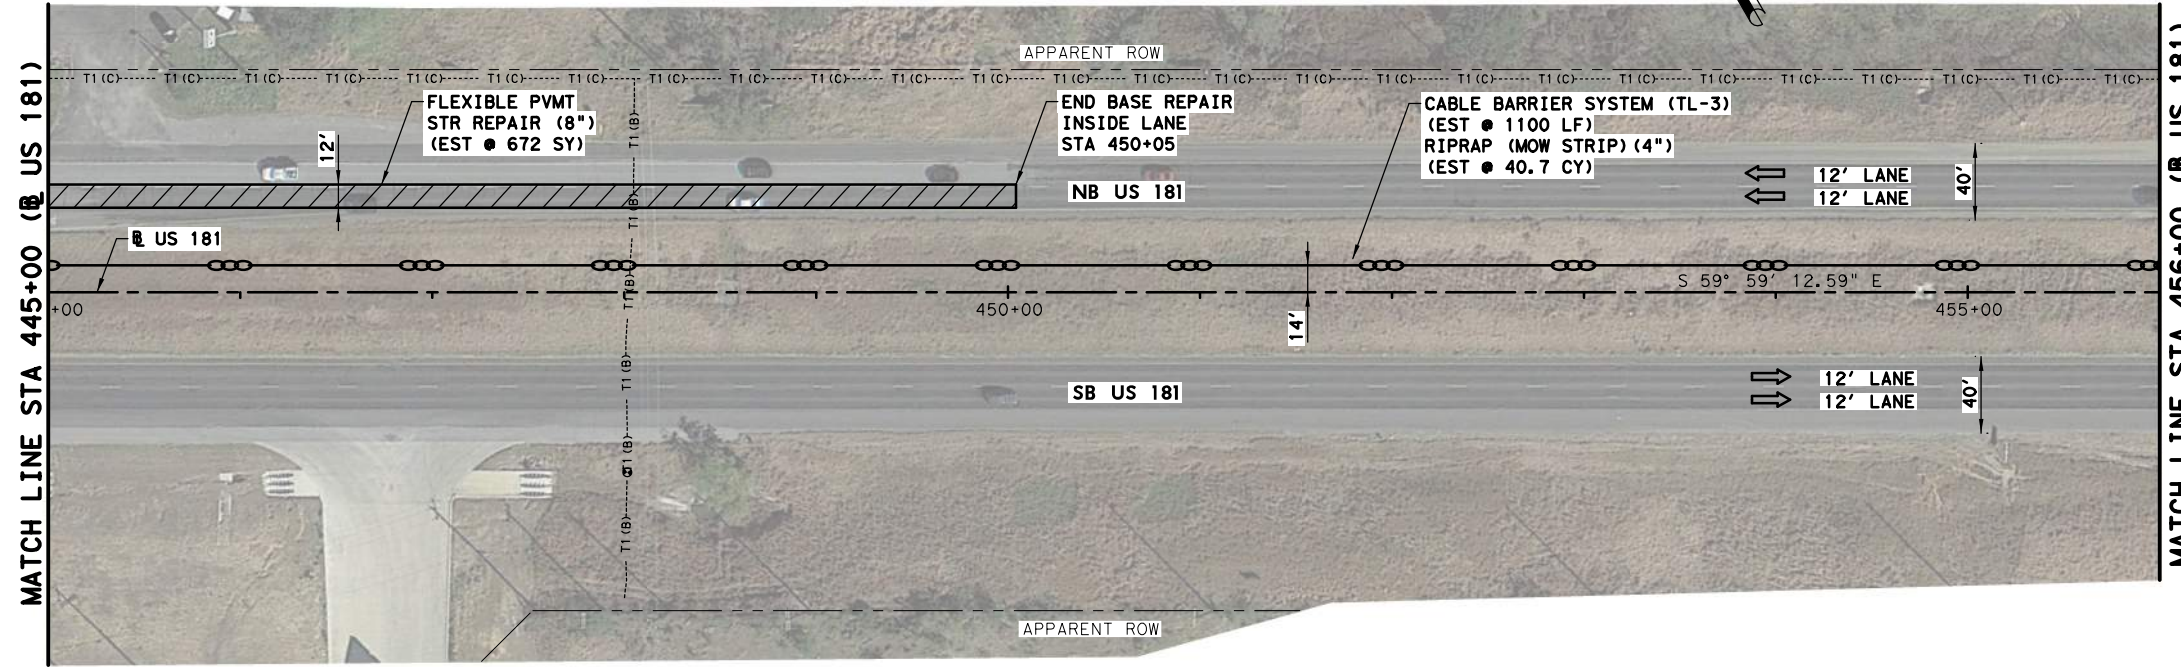 APPARENT ROW
T1(C) T1(C) T1(C) T1(C) T1(C) T1(C) T1(C) T1(C) T1(C) T1(C) T1(C) T1(C) T1(C) T1(C) T1(C) T1(C) T1(C) T1(C) T1(C) T1(C) T1(C) T1(C) T1(C) T1(C) T1(C) T1(C)
FLEXIBLE PVMT
STR REPAIR (8")
(EST @ 672 SY)
END BASE REPAIR
INSIDE LANE
STA 450+05
CABLE BARRIER SYSTEM (TL-3)
(EST @ 1100 LF)
RIPRAP (MOW STRIP)(4")
(EST @ 40.7 CY)
12'
T1(B)
T1(B)
T1(B)
T1(B)
T1(B)
T1(B)
NB US 181
12' LANE
12' LANE
40'
℄ US 181
S 59° 59' 12.59" E
+00
450+00
455+00
14'
SB US 181
12' LANE
12' LANE
40'
APPARENT ROW
MATCH LINE STA 445+00 (℄ US 181)
MATCH LINE STA 456+00 (℄ US 181)